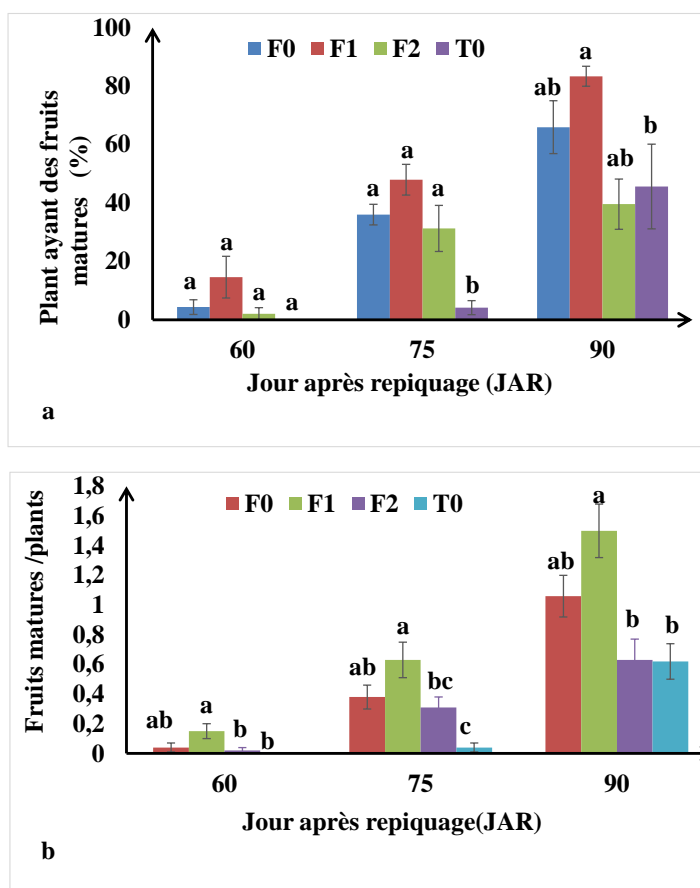 100
80
60
40
20
0
Plant ayant des fruits
matures (%)
F0 F1 F2 T0
a a a a
a a a b
ab a ab b
60 75 90
Jour après repiquage (JAR)
a
1,8
1,6
1,4
1,2
1
0,8
0,6
0,4
0,2
0
Fruits matures /plants
F0 F1 F2 T0
ab a b b
ab a bc c
ab a b b
60 75 90
Jour après repiquage(JAR)
b